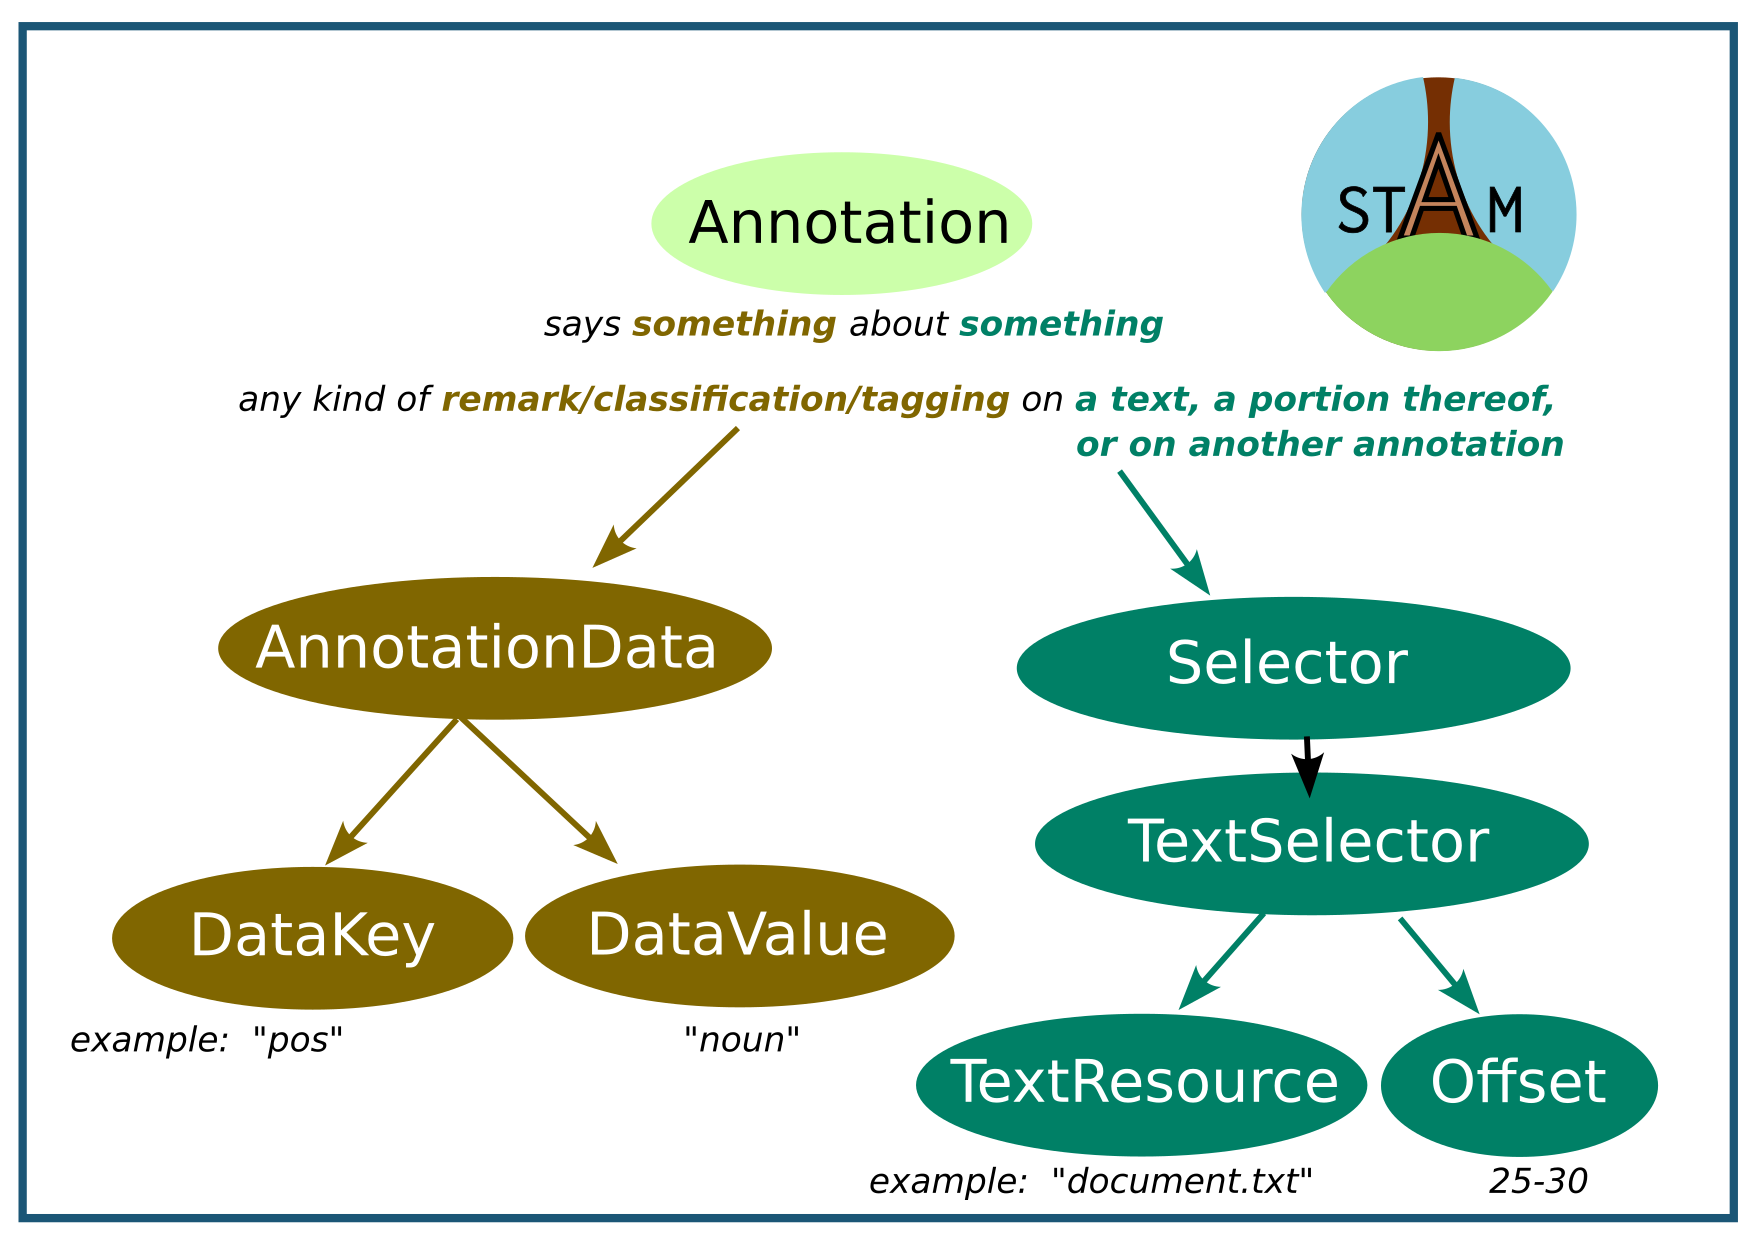 STAM
Annotation
says something about something
any kind of remark/classification/tagging on a text, a portion thereof,
or on another annotation
AnnotationData
Selector
TextSelector
DataKey
DataValue
example: "pos"
"noun"
TextResource
Offset
example: "document.txt"
25-30